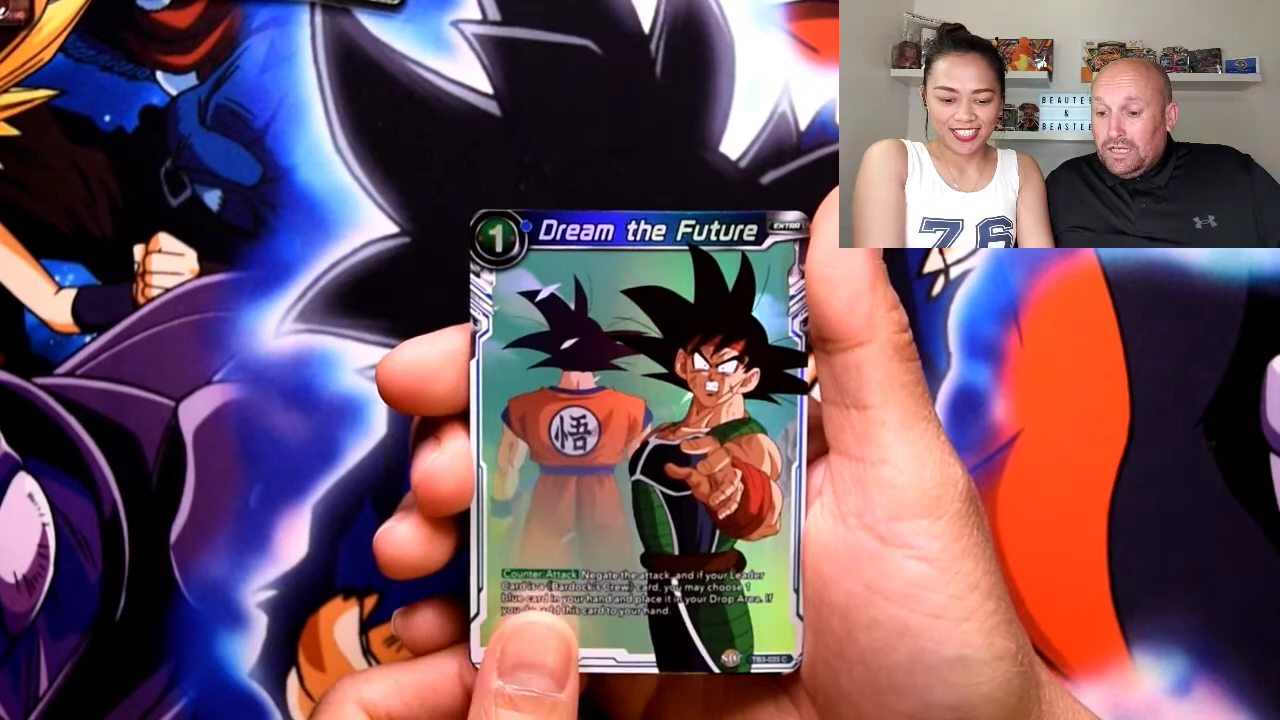 BEAUTEE
&
BEASTEE
76
1
Dream the Future
EXTRA
悟
Counter: Attack Negate the attack, and if your Leader
Card is a 《Bardock's Crew》 card, you may choose 1
blue card in your hand and place it in your Drop Area. If
you do, add this card to your hand.
TB3-033 C